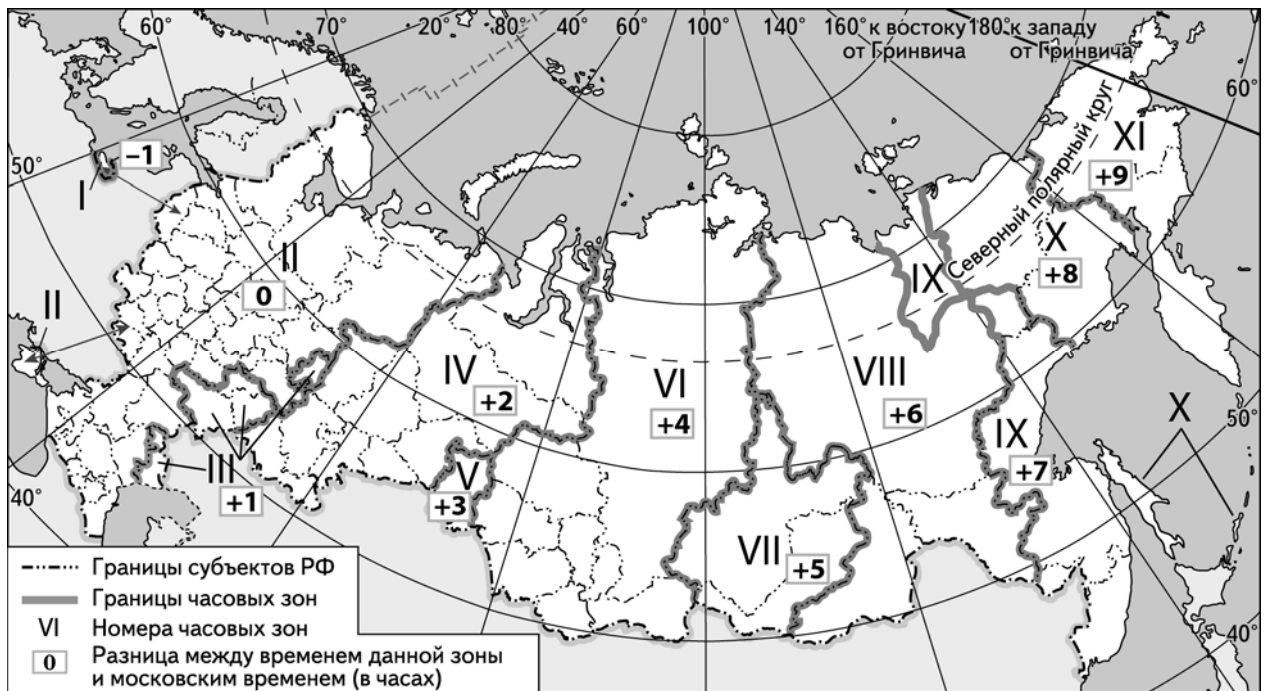 60° 70° 20° 40° 60° 100° 140° 160° к востоку 180° к западу
от Гринвича от Гринвича
60°
Северный полярный круг
50°
−1
I
XI
+9
II
0
X
+8
IX
II
IV
+2
VI
+4
VIII
+6
X
50°
IX
+7
V
+3
III
+1
40°
VII
+5
40°
Границы субъектов РФ
Границы часовых зон
VI Номера часовых зон
0 Разница между временем данной зоны
и московским временем (в часах)